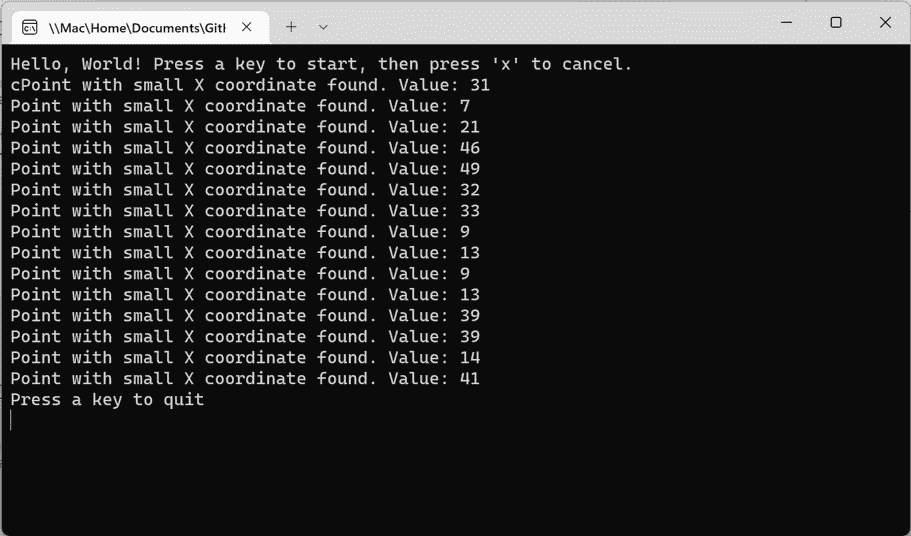 \\Mac\Home\Documents\Gitl
Hello, World! Press a key to start, then press 'x' to cancel.
cPoint with small X coordinate found. Value: 31
Point with small X coordinate found. Value: 7
Point with small X coordinate found. Value: 21
Point with small X coordinate found. Value: 46
Point with small X coordinate found. Value: 49
Point with small X coordinate found. Value: 32
Point with small X coordinate found. Value: 33
Point with small X coordinate found. Value: 9
Point with small X coordinate found. Value: 13
Point with small X coordinate found. Value: 9
Point with small X coordinate found. Value: 13
Point with small X coordinate found. Value: 39
Point with small X coordinate found. Value: 39
Point with small X coordinate found. Value: 14
Point with small X coordinate found. Value: 41
Press a key to quit